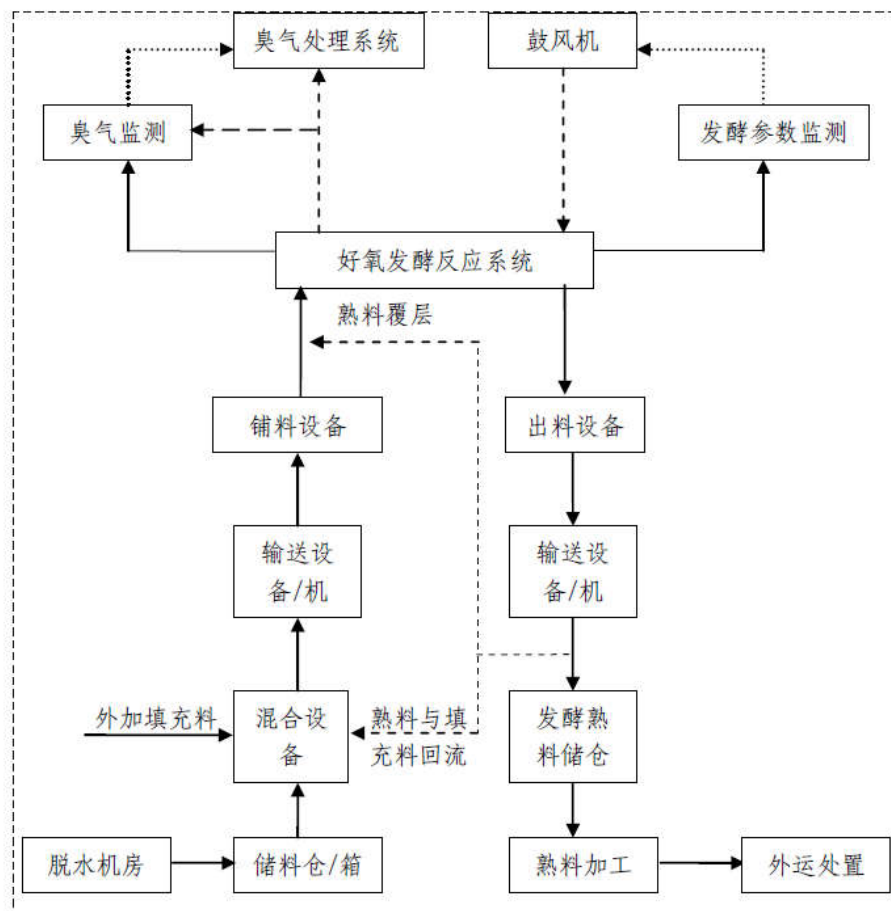 臭气处理系统
鼓风机
臭气监测
发酵参数监测
好氧发酵反应系统
熟料覆层
铺料设备
出料设备
输送设
备/机
输送设
备/机
外加填充料
混合设
备
熟料与填
充料回流
发酵熟
料储仓
脱水机房
储料仓/箱
熟料加工
外运处置